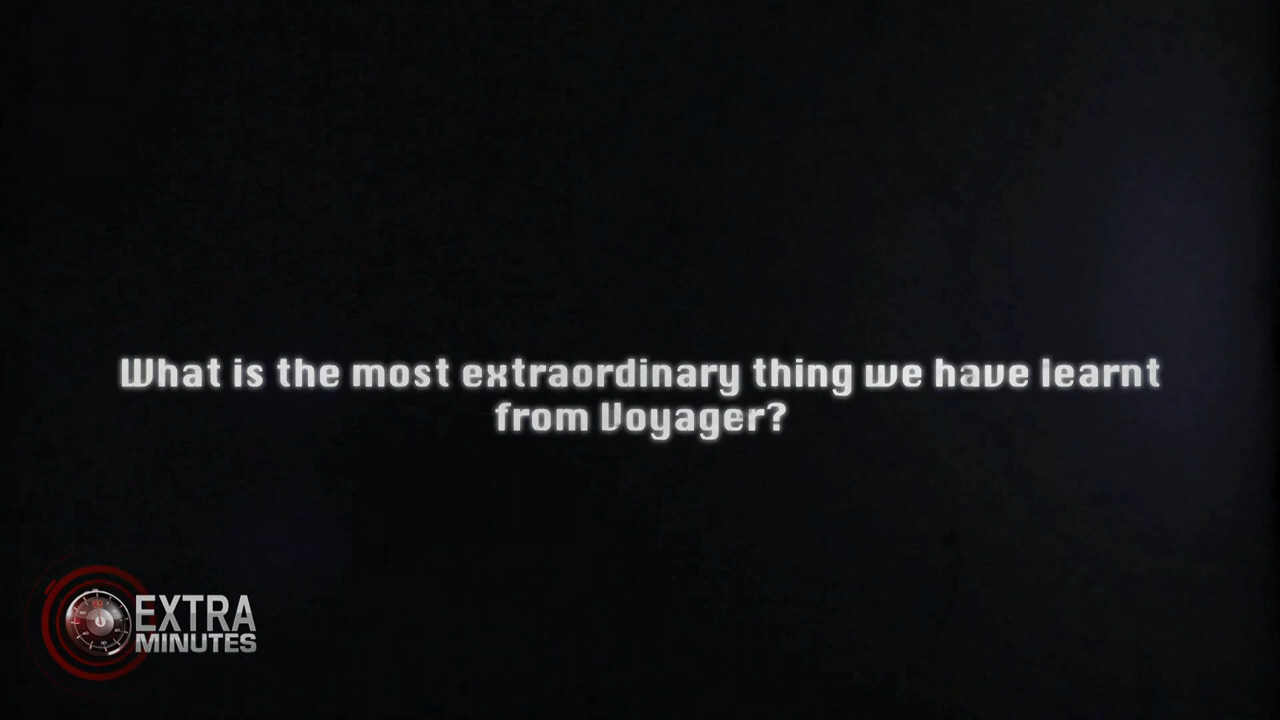 What is the most extraordinary thing we have learnt
from Voyager?
EXTRA
MINUTES